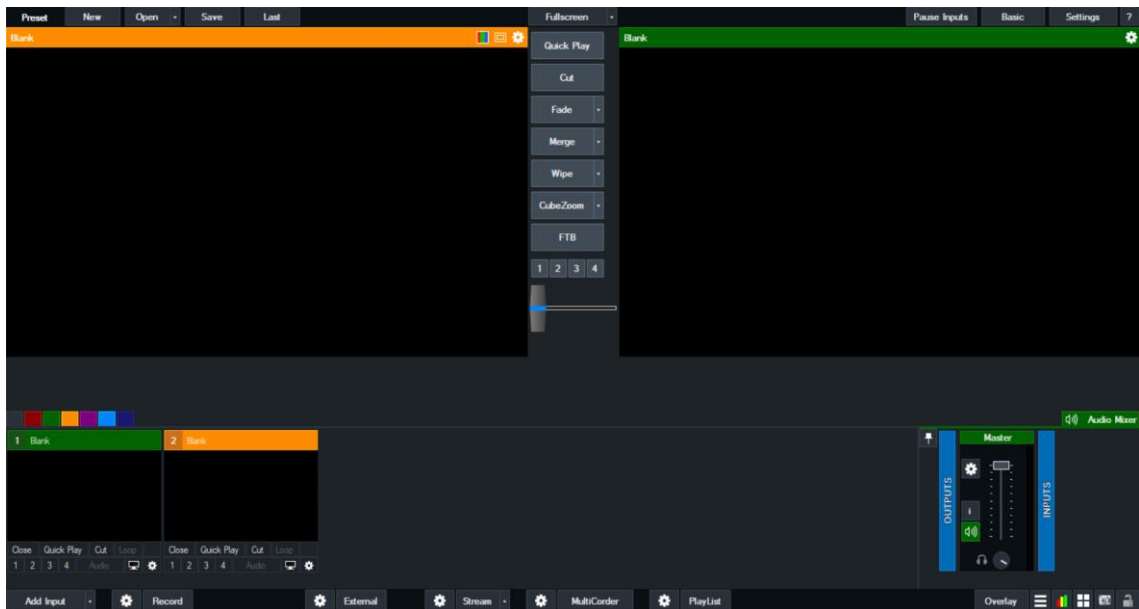 Preset New Open Save Last Fullscreen Pause Inputs Basic Settings ?
Blank
Blank
Quick Play
Cut
Fade
Merge
Wipe
CubeZoom
FTB
1 2 3 4
Audio Mixer
1 Blank
2 Blank
Master
OUTPUTS
INPUTS
i
Close Quick Play Cut Loop
1 2 3 4 Audio
Close Quick Play Cut Loop
1 2 3 4 Audio
Add Input Record External Stream MultiCorder PlayList Overlay